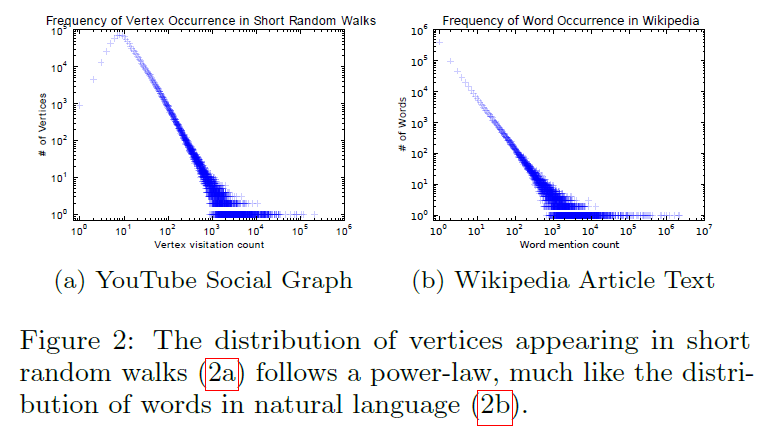 Frequency of Vertex Occurrence in Short Random Walks
Frequency of Word Occurrence in Wikipedia
# of Vertices
10^5
10^4
10^3
10^2
10^1
10^0
10^0 10^1 10^2 10^3 10^4 10^5 10^6
Vertex visitation count
# of Words
10^6
10^5
10^4
10^3
10^2
10^1
10^0
10^0 10^1 10^2 10^3 10^4 10^5 10^6 10^7
Word mention count
(a) YouTube Social Graph
(b) Wikipedia Article Text
Figure 2: The distribution of vertices appearing in short
random walks (2a) follows a power-law, much like the distri-
bution of words in natural language (2b).